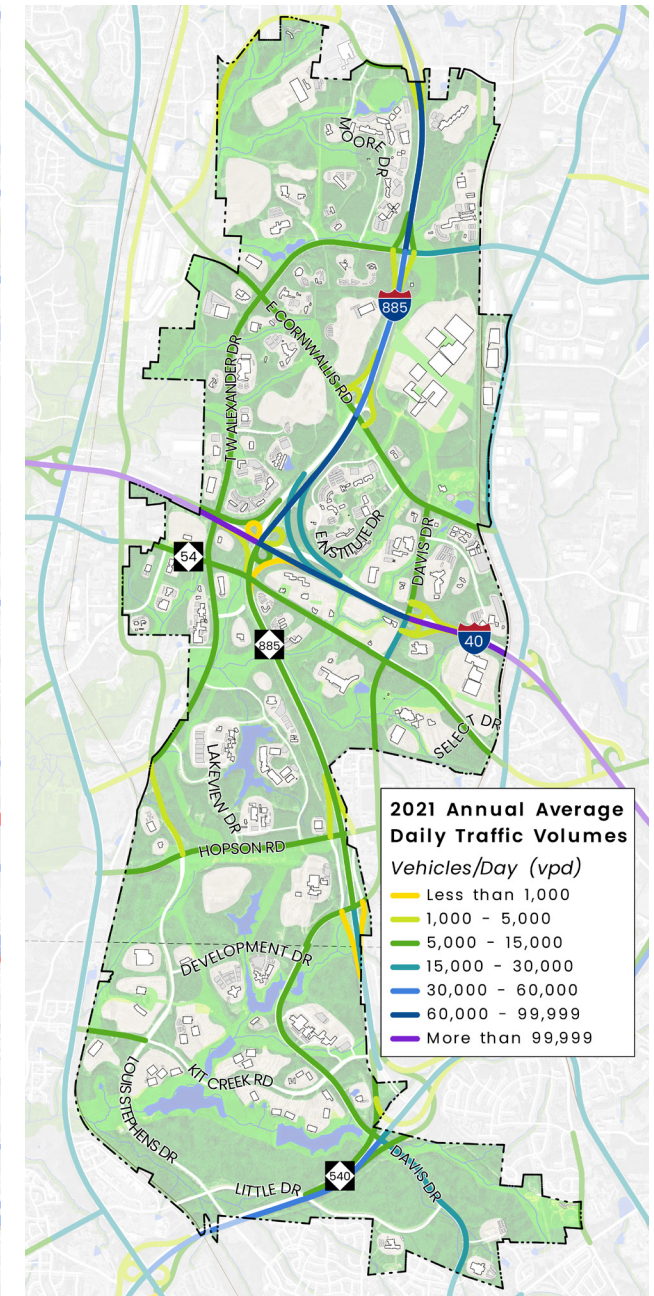 MOORE DR
885
E CORNWALLIS RD
T W ALEXANDER DR
E INSTITUTE DR
DAVIS DR
54
885
40
SELECT DR
LAKEVIEW DR
HOPSON RD
2021 Annual Average
Daily Traffic Volumes
Vehicles/Day (vpd)
Less than 1,000
1,000 - 5,000
5,000 - 15,000
15,000 - 30,000
30,000 - 60,000
60,000 - 99,999
More than 99,999
DEVELOPMENT DR
KIT CREEK RD
LOUIS STEPHENS DR
DAVIS DR
540
LITTLE DR